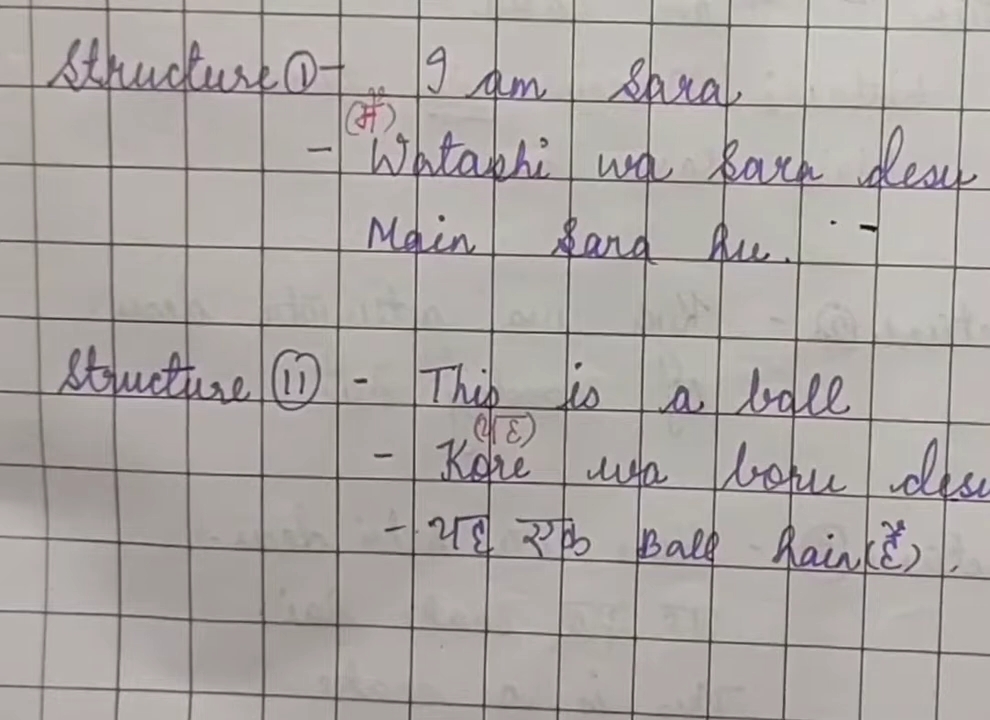 Structure ① - I am Sara.
(मैं)
- Watashi wa Sara desu
Main Sara hu.
Structure ⑪ - This is a ball
(यह)
- Kore wa boru desu
- यह एक Ball hain (है).